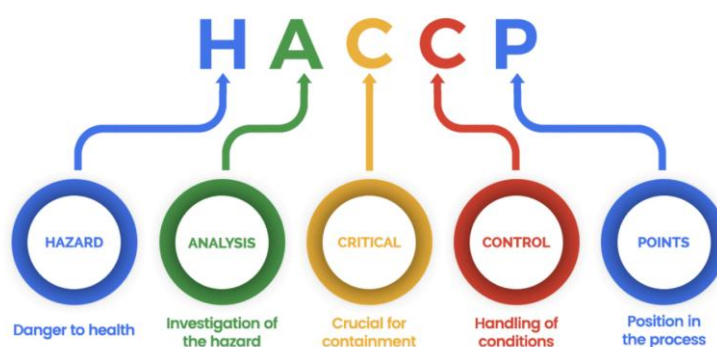 HACCP
HAZARD
ANALYSIS
CRITICAL
CONTROL
POINTS
Danger to health
Investigation of
the hazard
Crucial for
containment
Handling of
conditions
Position in
the process